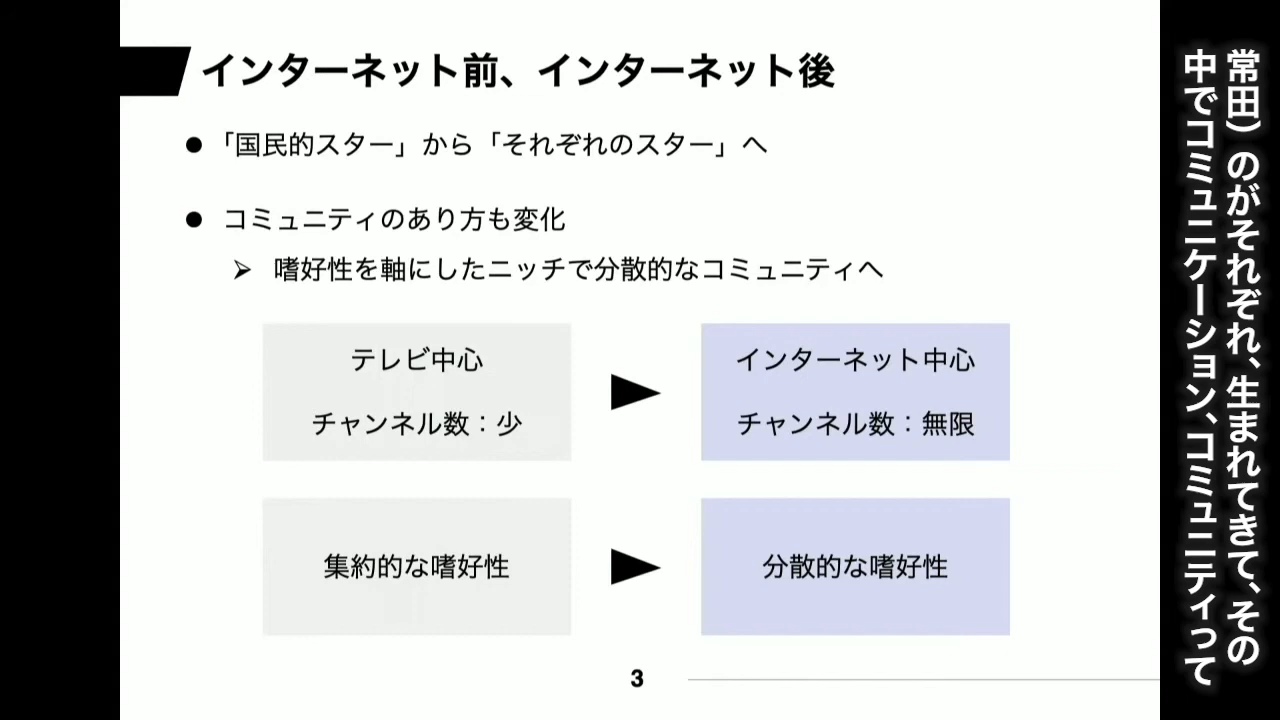 インターネット前、インターネット後
● 「国民的スター」から「それぞれのスター」へ
● コミュニティのあり方も変化
➢ 嗜好性を軸にしたニッチで分散的なコミュニティへ
テレビ中心
チャンネル数：少
インターネット中心
チャンネル数：無限
集約的な嗜好性
分散的な嗜好性
3
常田）のがそれぞれ、生まれてきて、その
中でコミュニケーション、コミュニティって